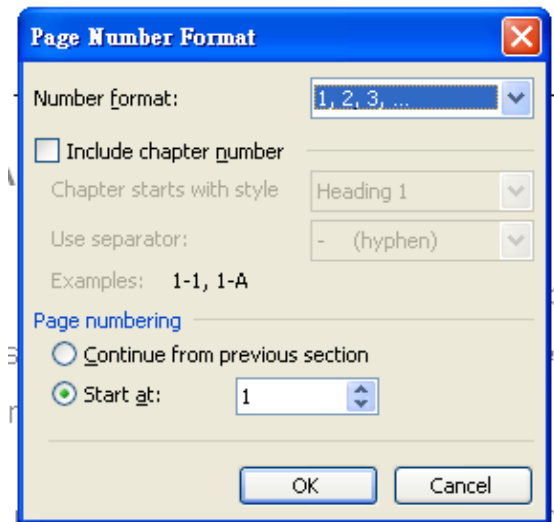 Page Number Format
Number format: 1, 2, 3, ...
Include chapter number
Chapter starts with style Heading 1
Use separator: - (hyphen)
Examples: 1-1, 1-A
Page numbering
Continue from previous section
Start at: 1
OK Cancel